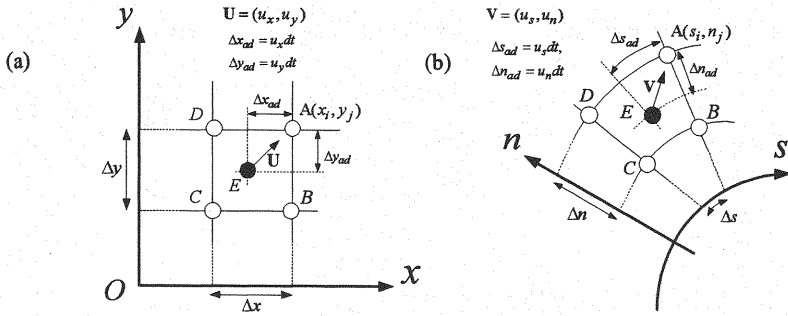 (a)
y
U = (u_x, u_y)
Δx_ad = u_x dt
Δy_ad = u_y dt
Δx_ad
D
A(x_i, y_j)
Δy
U
Δy_ad
E
C
B
O
Δx
x
(b)
V = (u_s, u_n)
Δs_ad = u_s dt,
Δn_ad = u_n dt
Δs_ad
A(s_i, n_j)
Δn_ad
V
D
E
B
C
n
s
Δn
Δs